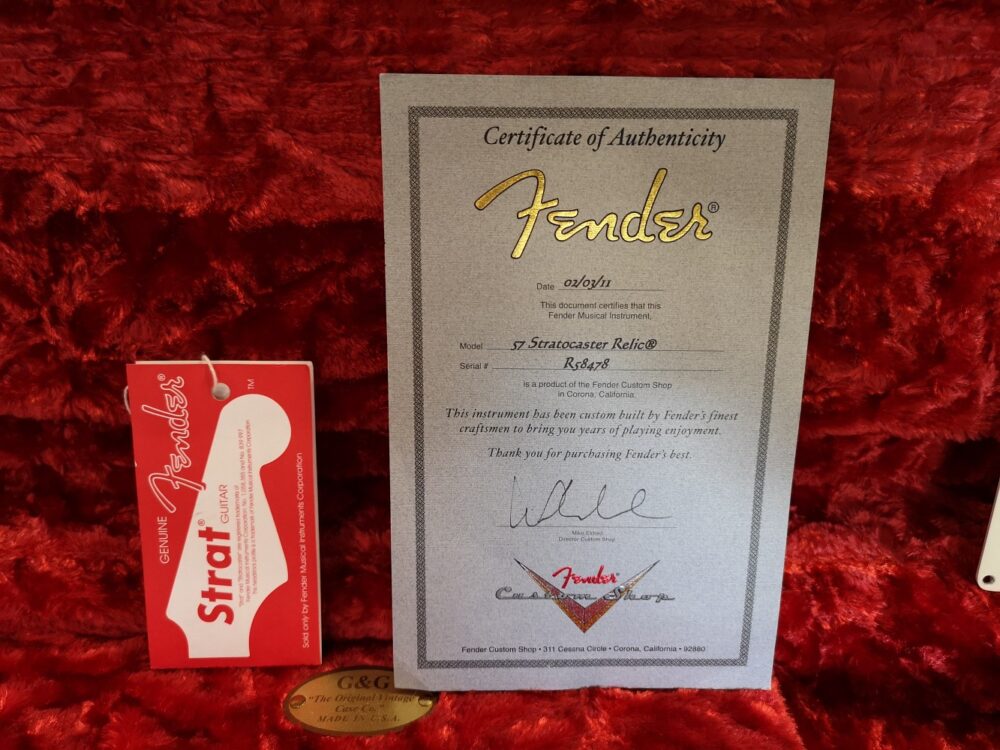 Certificate of Authenticity
Fender®
Date 02/03/11
This document certifies that this
Fender Musical Instrument,
Model 57 Stratocaster Relic®
Serial # R58478
is a product of the Fender Custom Shop
in Corona, California.
This instrument has been custom built by Fender's finest
craftsmen to bring you years of playing enjoyment.
Thank you for purchasing Fender's best.
Mike Eldred
Director Custom Shop
Fender®
Custom Shop
Fender Custom Shop • 311 Cessna Circle • Corona, California • 92880
GENUINE Fender™
Strat® GUITAR
Sold only by Fender Musical Instruments Corporation
G&G
"The Original Vintage
Case Co."
MADE IN U.S.A.